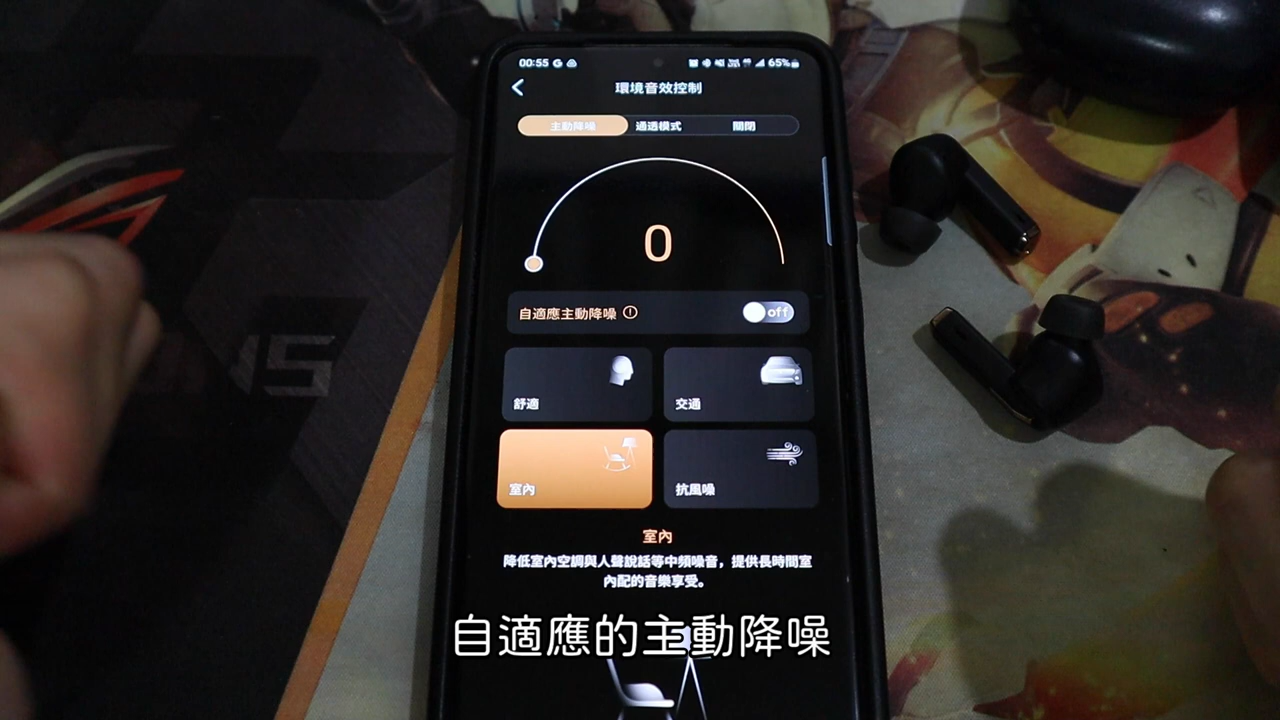 00:55 G
65%
環境音效控制
主動降噪 通透模式 關閉
0
自適應主動降噪 off
舒適 交通
室內 抗風噪
室內
降低室內空調與人聲說話等中頻噪音，提供長時間室
內配的音樂享受。
自適應的主動降噪
15